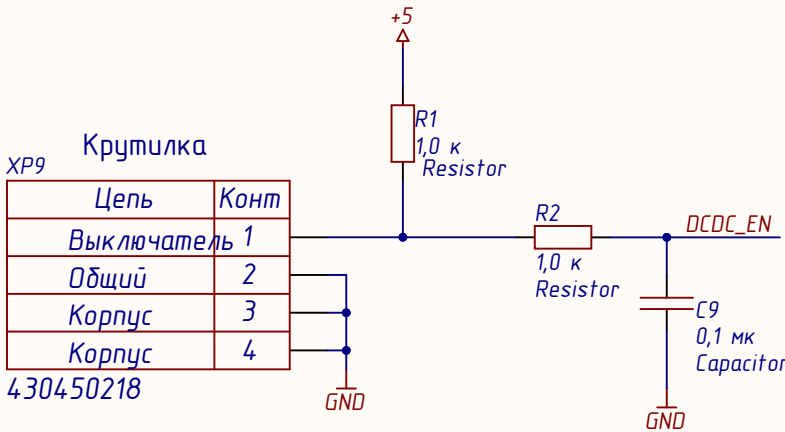 +5
R1
1,0 к
Resistor
Крутилка
XP9
Цепь Конт
Выключатель 1
Общий 2
Корпус 3
Корпус 4
430450218
GND
R2
1,0 к
Resistor
DCDC_EN
C9
0,1 мк
Capacitor
GND